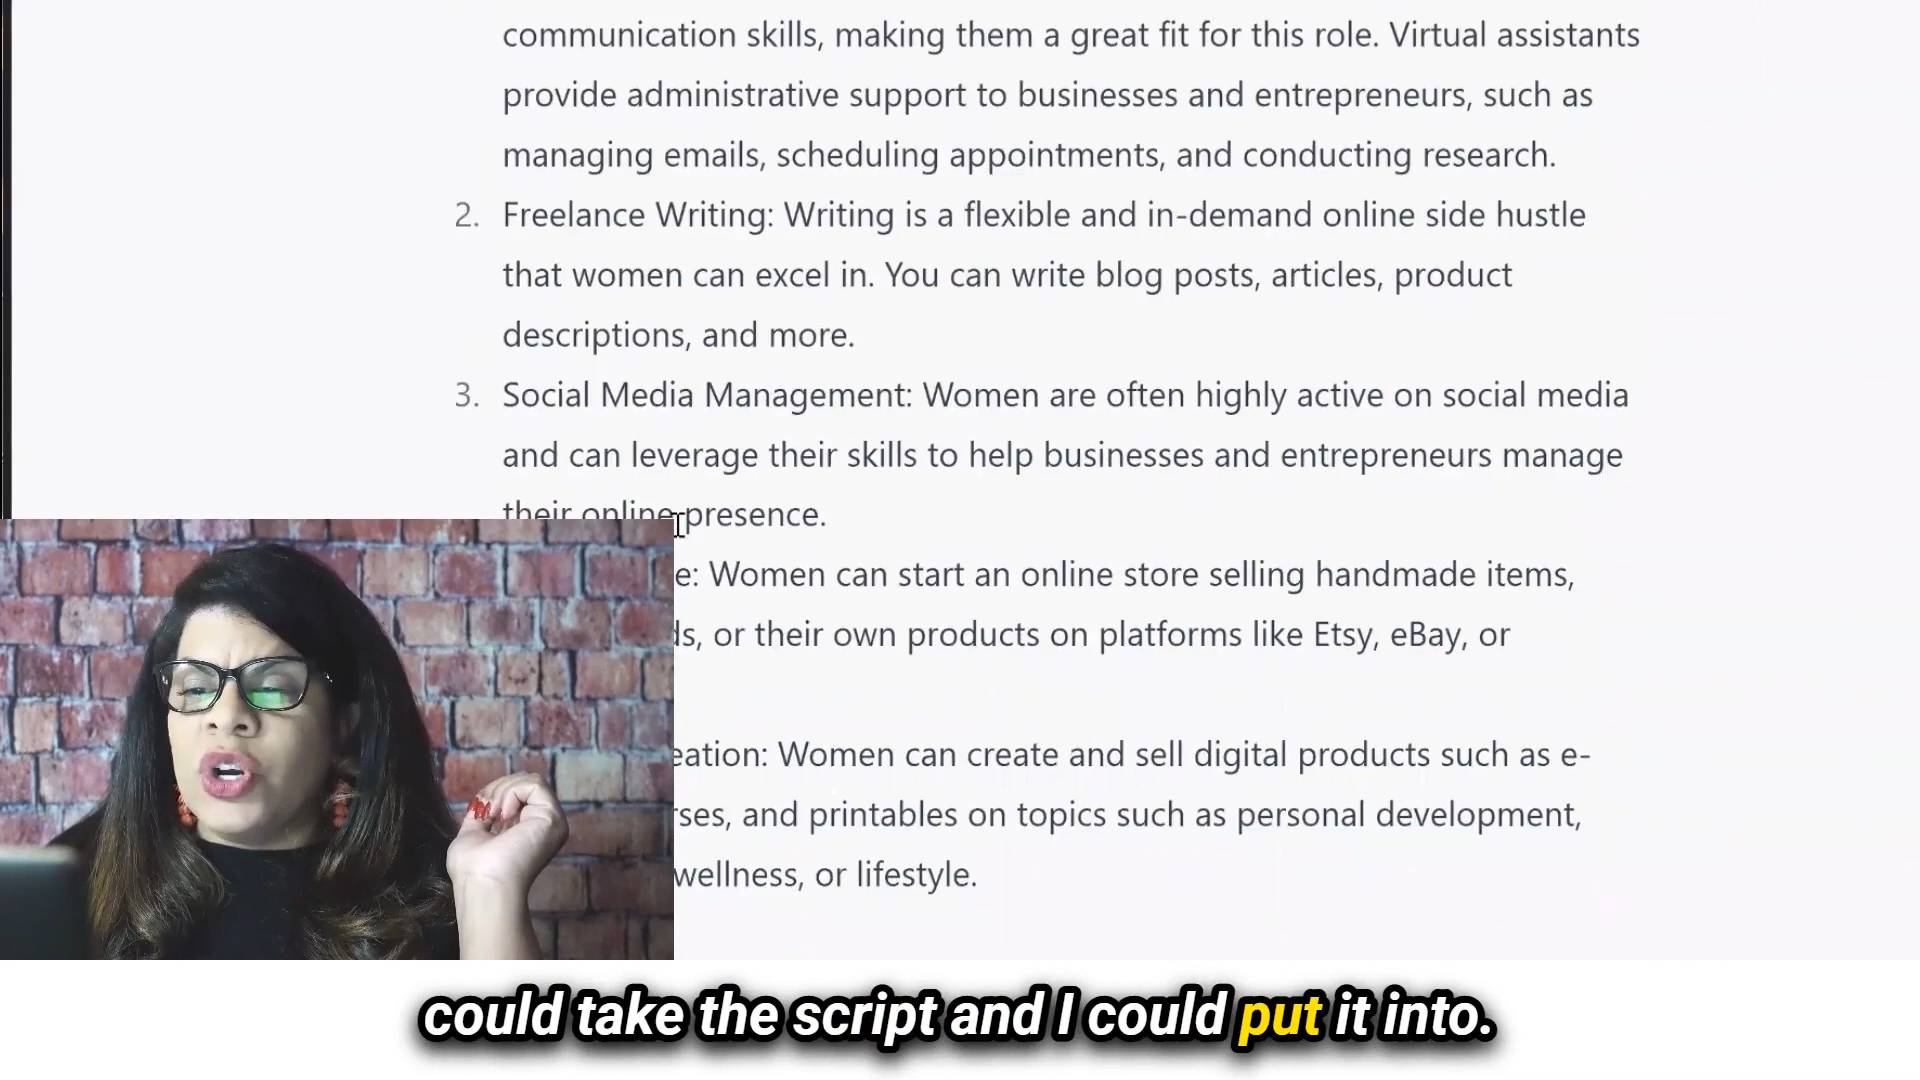 communication skills, making them a great fit for this role. Virtual assistants
provide administrative support to businesses and entrepreneurs, such as
managing emails, scheduling appointments, and conducting research.
2. Freelance Writing: Writing is a flexible and in-demand online side hustle
that women can excel in. You can write blog posts, articles, product
descriptions, and more.
3. Social Media Management: Women are often highly active on social media
and can leverage their skills to help businesses and entrepreneurs manage
their online presence.
e: Women can start an online store selling handmade items,
ds, or their own products on platforms like Etsy, eBay, or
eation: Women can create and sell digital products such as e-
rses, and printables on topics such as personal development,
wellness, or lifestyle.
could take the script and I could put it into.